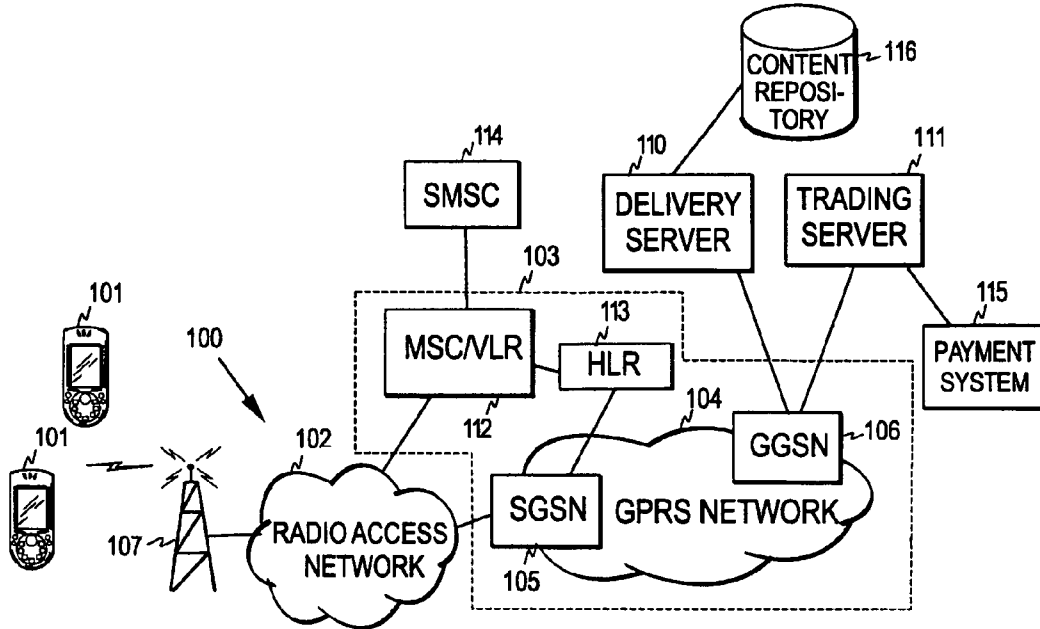 CONTENT
REPOSI-
TORY
116
114
SMSC
110
DELIVERY
SERVER
111
TRADING
SERVER
103
101
100
MSC/VLR
112
113
HLR
115
PAYMENT
SYSTEM
104
GGSN
106
101
102
107
RADIO ACCESS
NETWORK
SGSN
105
GPRS NETWORK